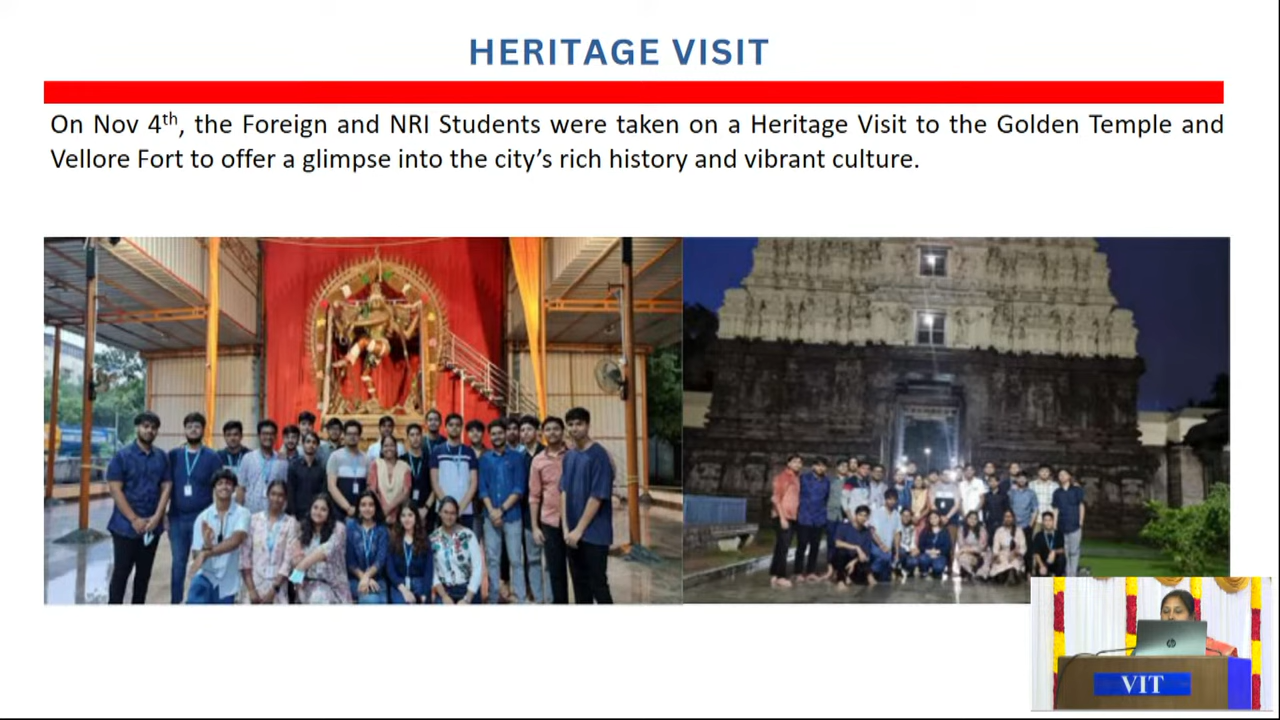 HERITAGE VISIT
On Nov 4th, the Foreign and NRI Students were taken on a Heritage Visit to the Golden Temple and
Vellore Fort to offer a glimpse into the city’s rich history and vibrant culture.
hp
VIT